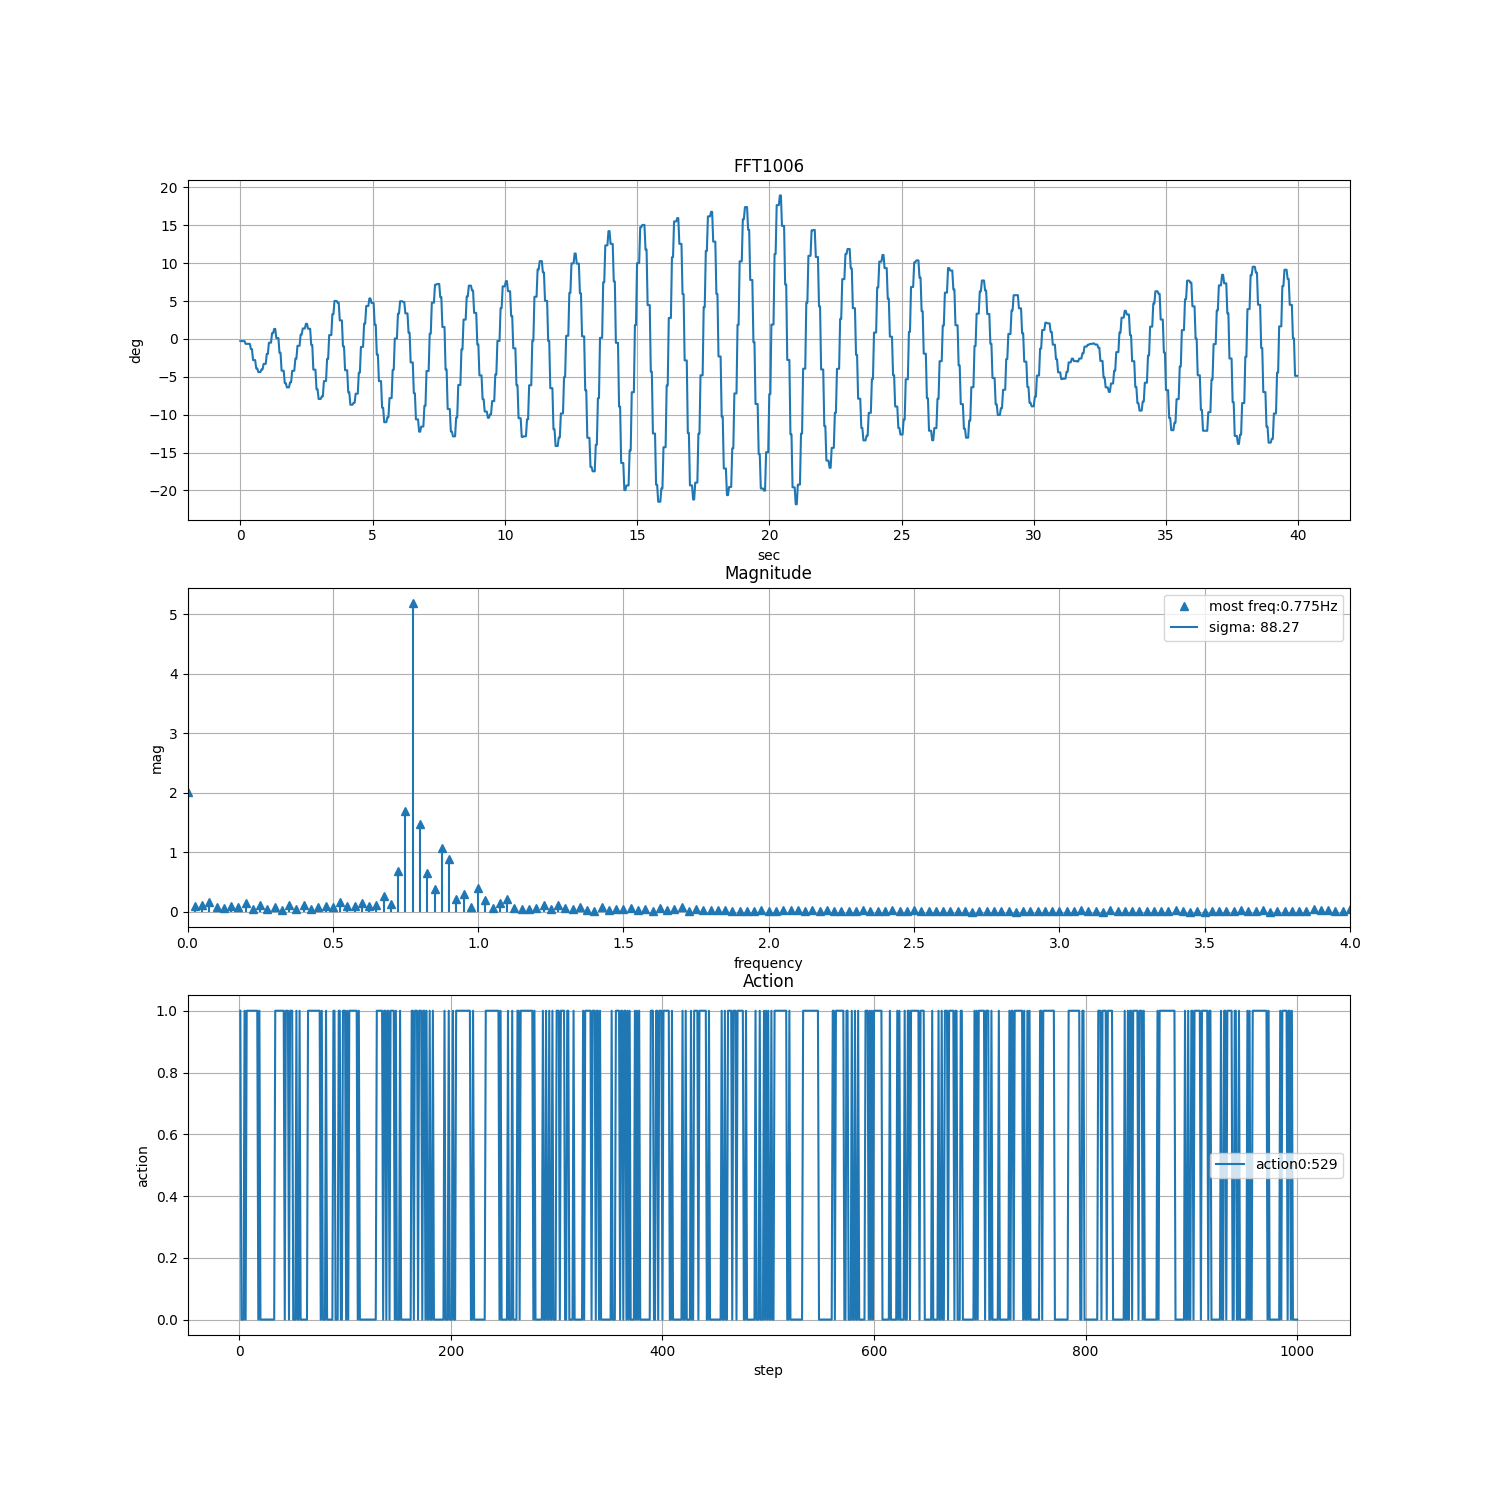 FFT1006
20
15
10
5
0
−5
−10
−15
−20
deg
0 5 10 15 20 25 30 35 40
sec
Magnitude
most freq:0.775Hz
sigma: 88.27
5
4
3
2
1
0
mag
0.0 0.5 1.0 1.5 2.0 2.5 3.0 3.5 4.0
frequency
Action
1.0
0.8
0.6
0.4
0.2
0.0
action
action0:529
0 200 400 600 800 1000
step